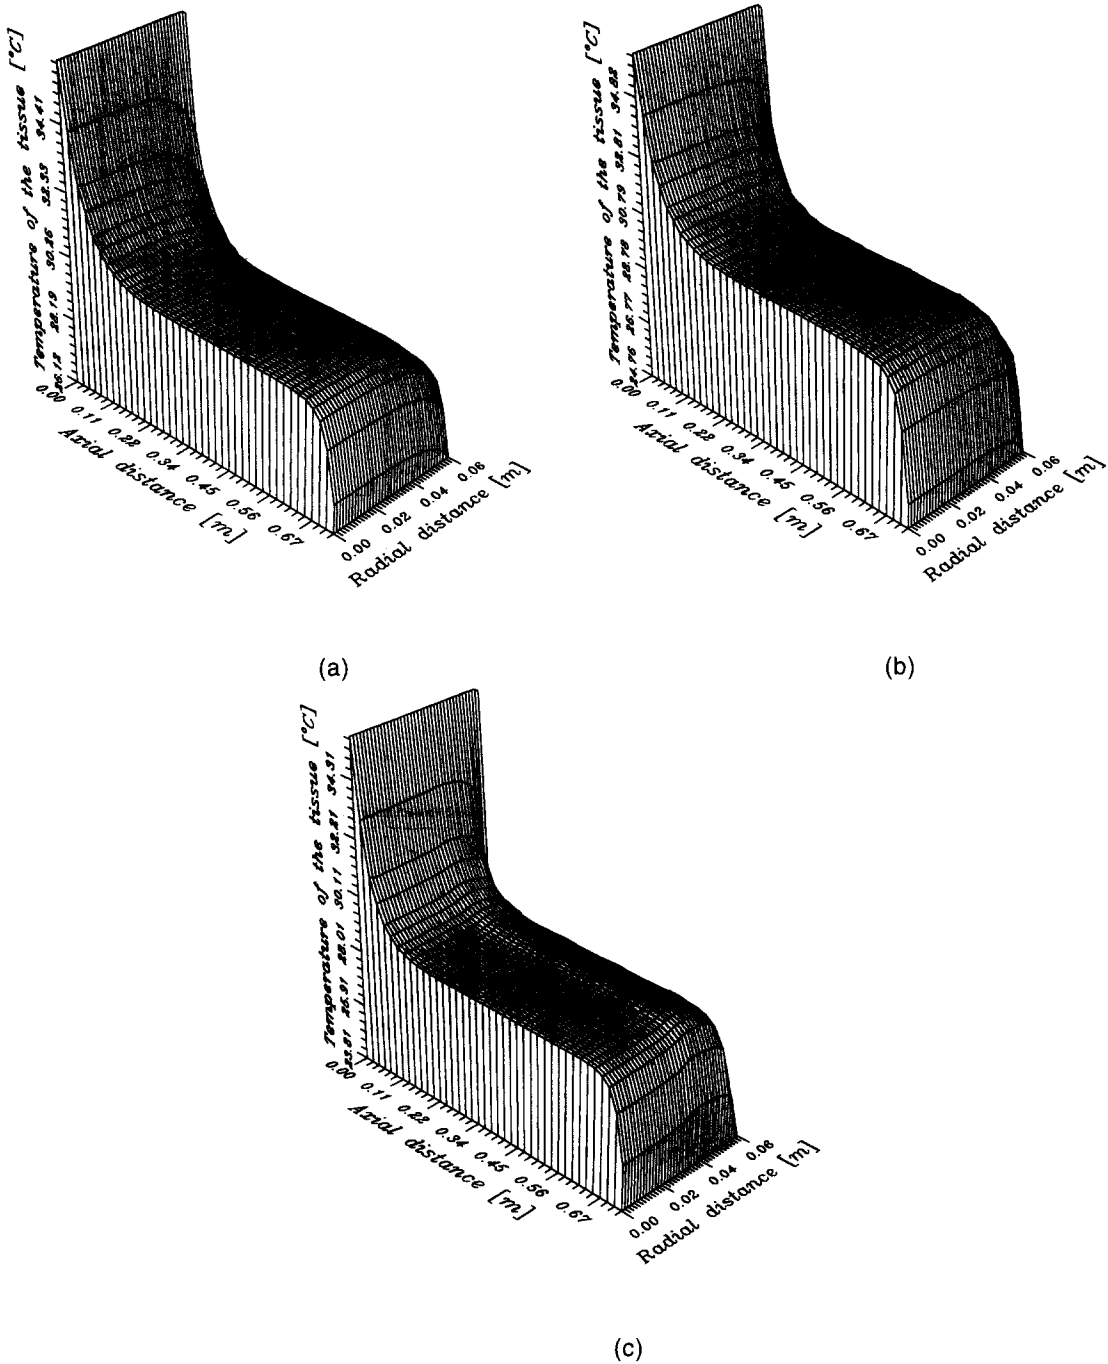 Temperature of the tissue [°C]
26.12 28.19 30.26 32.33 34.41
0.00 0.11 0.22 0.34 0.45 0.56 0.67
Axial distance [m]
0.00 0.02 0.04 0.06
Radial distance [m]
(a)
Temperature of the tissue [°C]
24.76 26.77 28.78 30.79 32.81 34.82
0.00 0.11 0.22 0.34 0.45 0.56 0.67
Axial distance [m]
0.00 0.02 0.04 0.06
Radial distance [m]
(b)
Temperature of the tissue [°C]
23.81 25.91 28.01 30.11 32.21 34.31
0.00 0.11 0.22 0.34 0.45 0.56 0.67
Axial distance [m]
0.00 0.02 0.04 0.06
Radial distance [m]
(c)